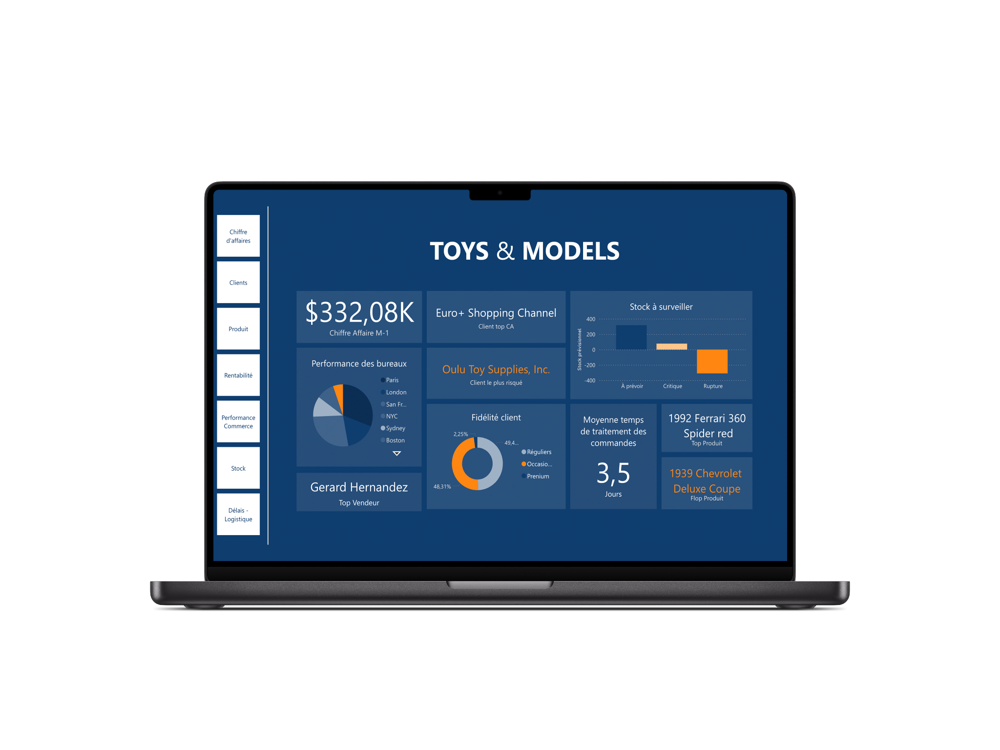 Chiffre
d'affaires
Clients
Produit
Rentabilité
Performance
Commerce
Stock
Délais -
Logistique
TOYS & MODELS
$332,08K
Chiffre Affaire M-1
Euro+ Shopping Channel
Client top CA
Stock à surveiller
Stock prévisionnel
400
200
0
-200
-400
À prévoir
Critique
Rupture
Performance des bureaux
Paris
London
San Fr...
NYC
Sydney
Boston
Oulu Toy Supplies, Inc.
Client le plus risqué
Fidélité client
2,25%
49,4...
48,31%
Réguliers
Occasio...
Prenium
Moyenne temps
de traitement des
commandes
3,5
Jours
1992 Ferrari 360
Spider red
Top Produit
1939 Chevrolet
Deluxe Coupe
Flop Produit
Gerard Hernandez
Top Vendeur